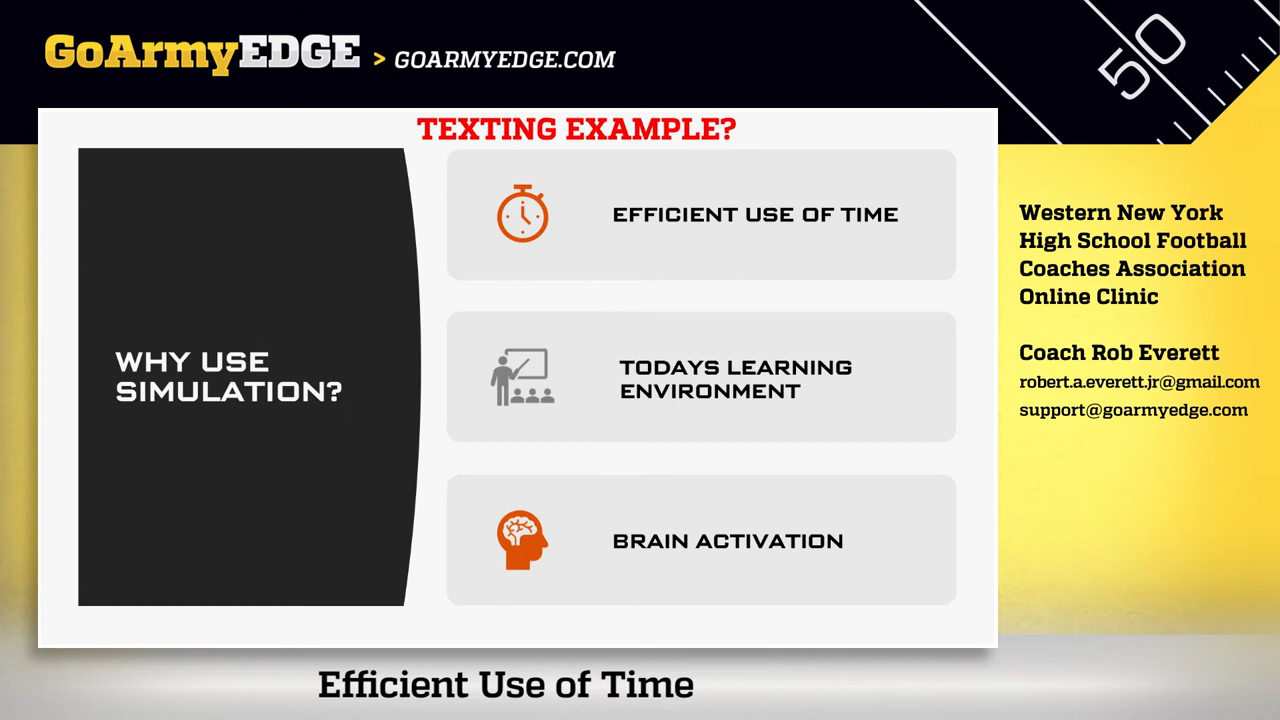 GoArmyEDGE > GOARMYEDGE.COM
50
TEXTING EXAMPLE?
WHY USE
SIMULATION?
EFFICIENT USE OF TIME
TODAYS LEARNING
ENVIRONMENT
BRAIN ACTIVATION
Western New York
High School Football
Coaches Association
Online Clinic
Coach Rob Everett
robert.a.everett.jr@gmail.com
support@goarmyedge.com
Efficient Use of Time